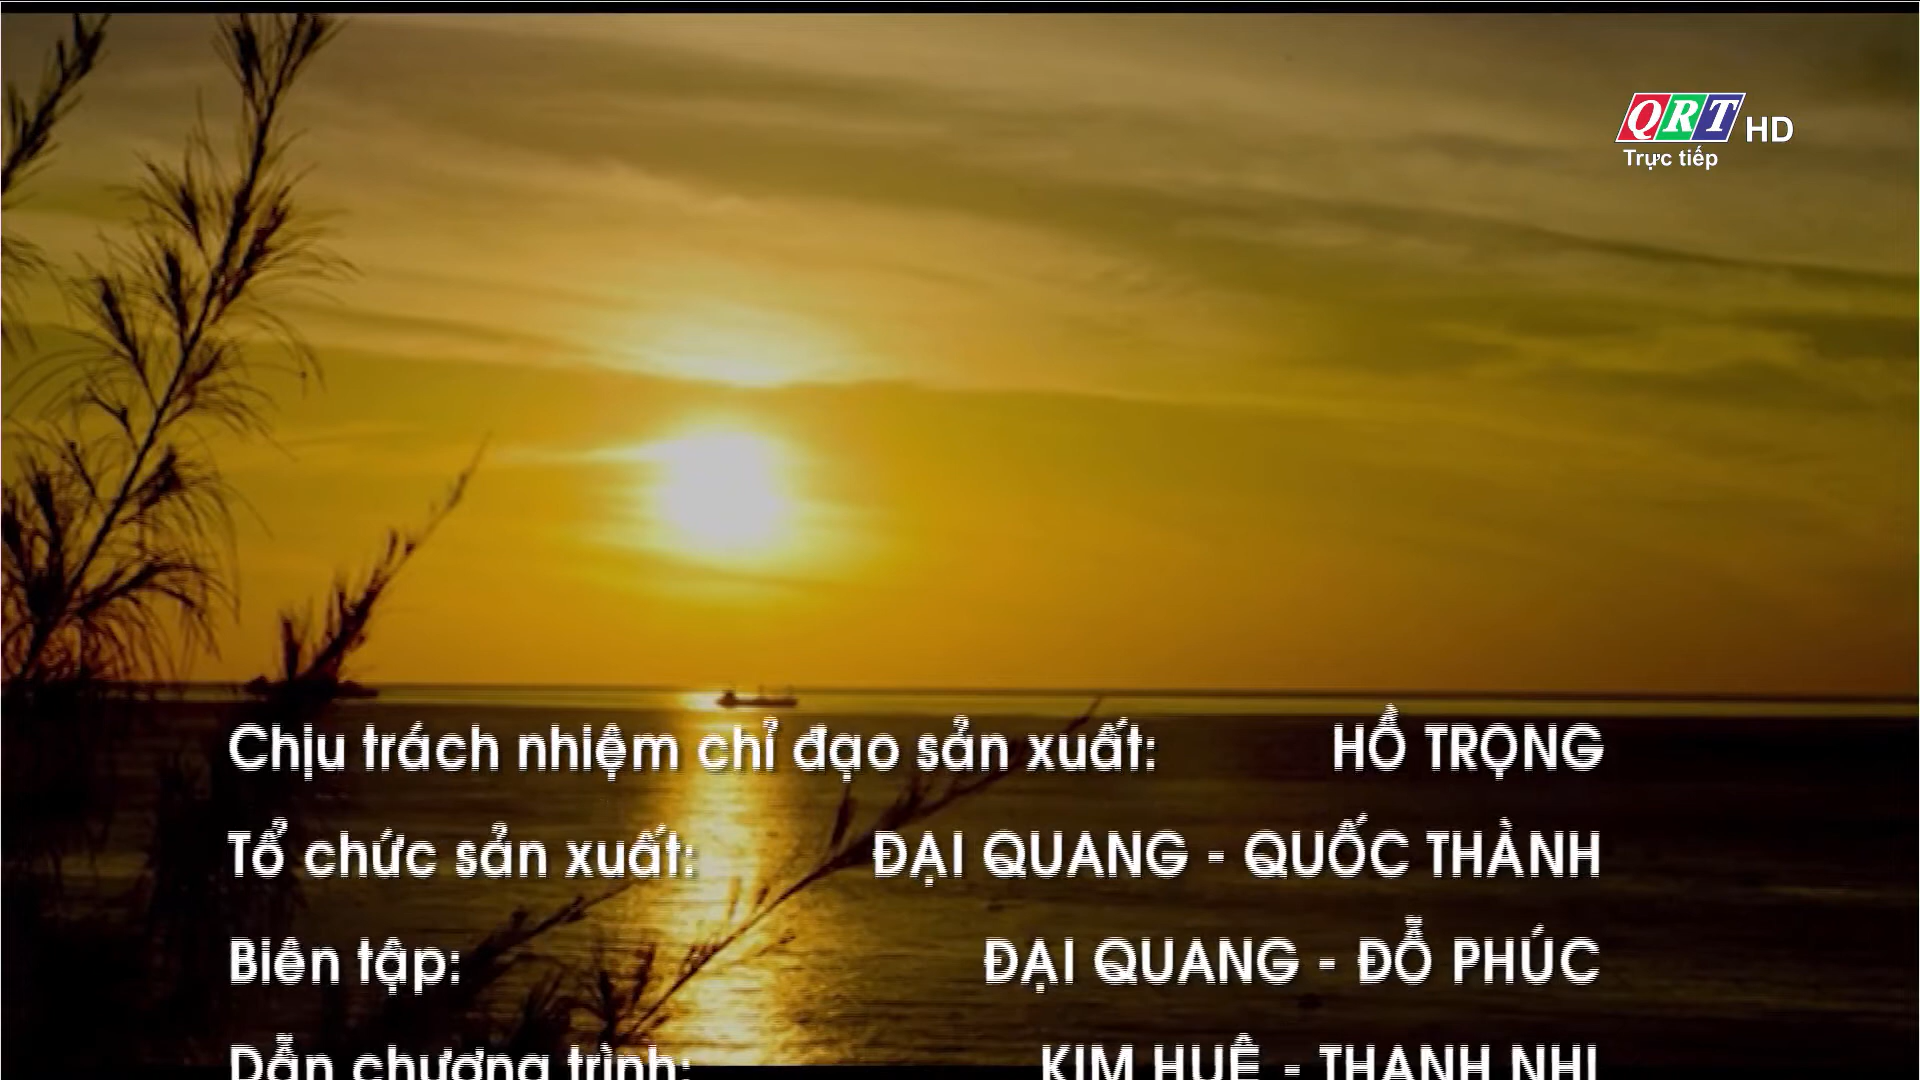 QRT HD
Trực tiếp
Chịu trách nhiệm chỉ đạo sản xuất: HỒ TRỌNG
Tổ chức sản xuất: ĐẠI QUANG - QUỐC THÀNH
Biên tập: ĐẠI QUANG - ĐỖ PHÚC
Dẫn chương trình: KIM HUÊ - THANH NHI